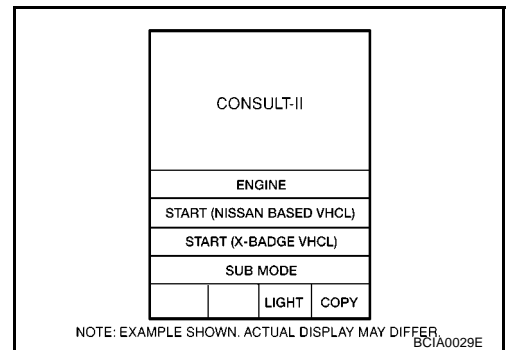 CONSULT-II
ENGINE
START (NISSAN BASED VHCL)
START (X-BADGE VHCL)
SUB MODE
LIGHT COPY
NOTE: EXAMPLE SHOWN. ACTUAL DISPLAY MAY DIFFER.
BCIA0029E